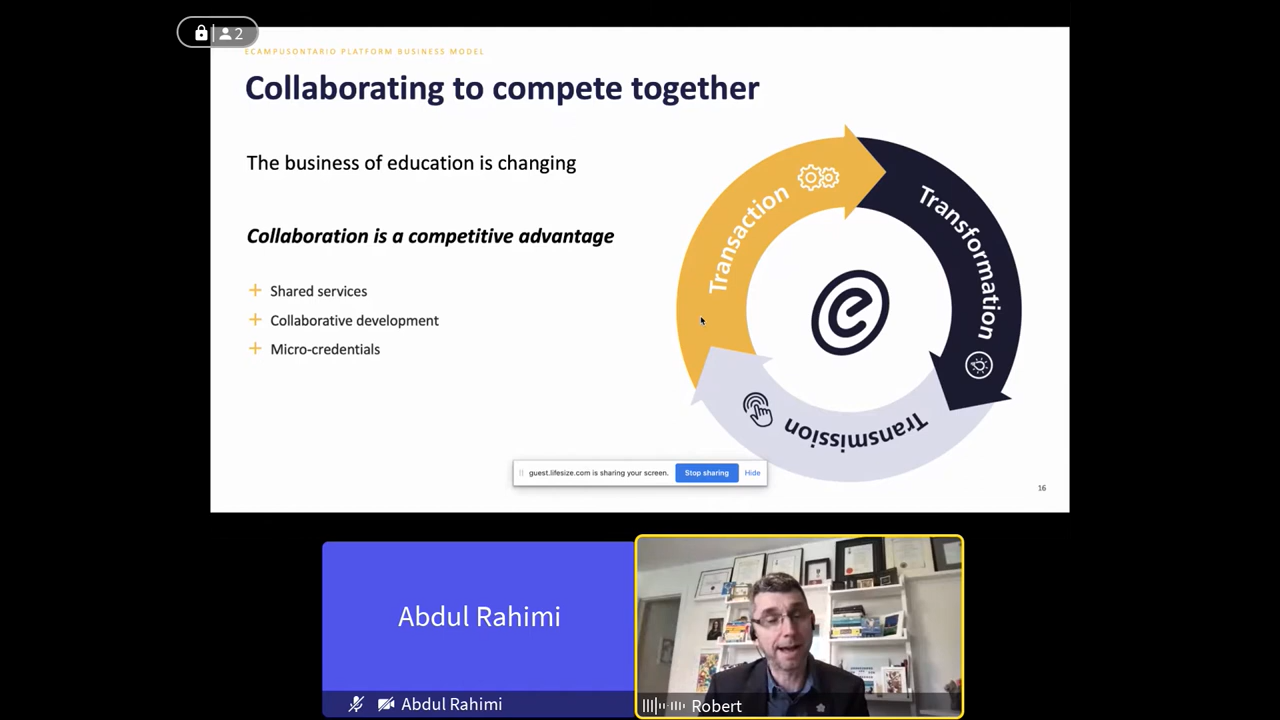 2
ECAMPUSONTARIO PLATFORM BUSINESS MODEL
Collaborating to compete together
The business of education is changing
Collaboration is a competitive advantage
Shared services
Collaborative development
Micro-credentials
Transaction
Transformation
Transmission
e
guest.lifesize.com is sharing your screen.
Stop sharing
Hide
16
Abdul Rahimi
Abdul Rahimi
Robert